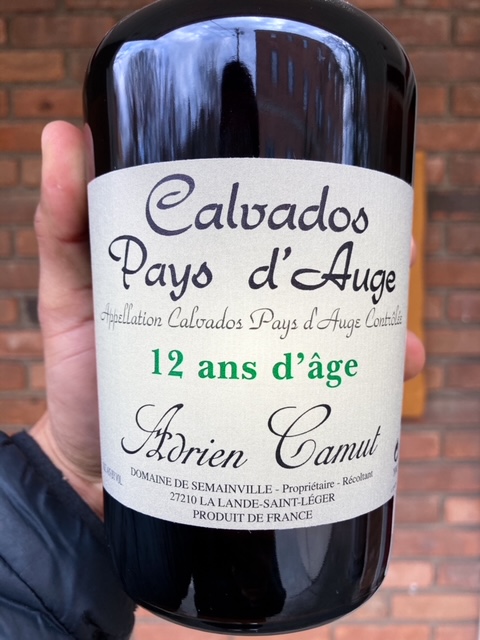 Calvados
Pays d'Auge
Appellation Calvados Pays d'Auge Contrôlée
12 ans d'âge
Adrien Camut
DOMAINE DE SEMAINVILLE - Propriétaire - Récoltant
27210 LA LANDE-SAINT-LÉGER
PRODUIT DE FRANCE